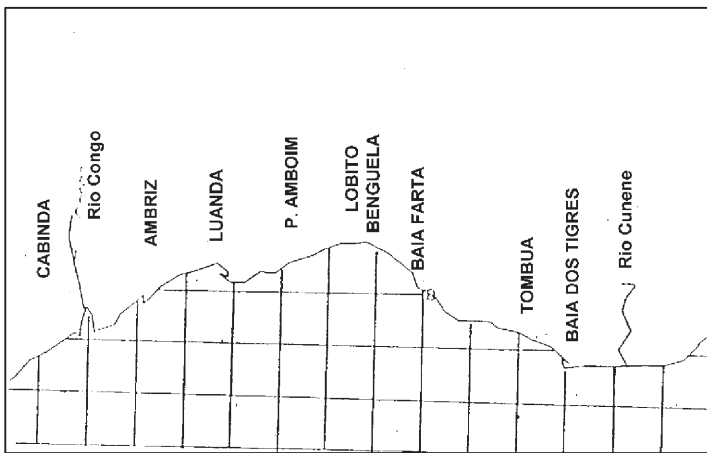 CABINDA
Rio Congo
AMBRIZ
LUANDA
P. AMBOIM
LOBITO
BENGUELA
BAIA FARTA
TOMBUA
BAIA DOS TIGRES
Rio Cunene